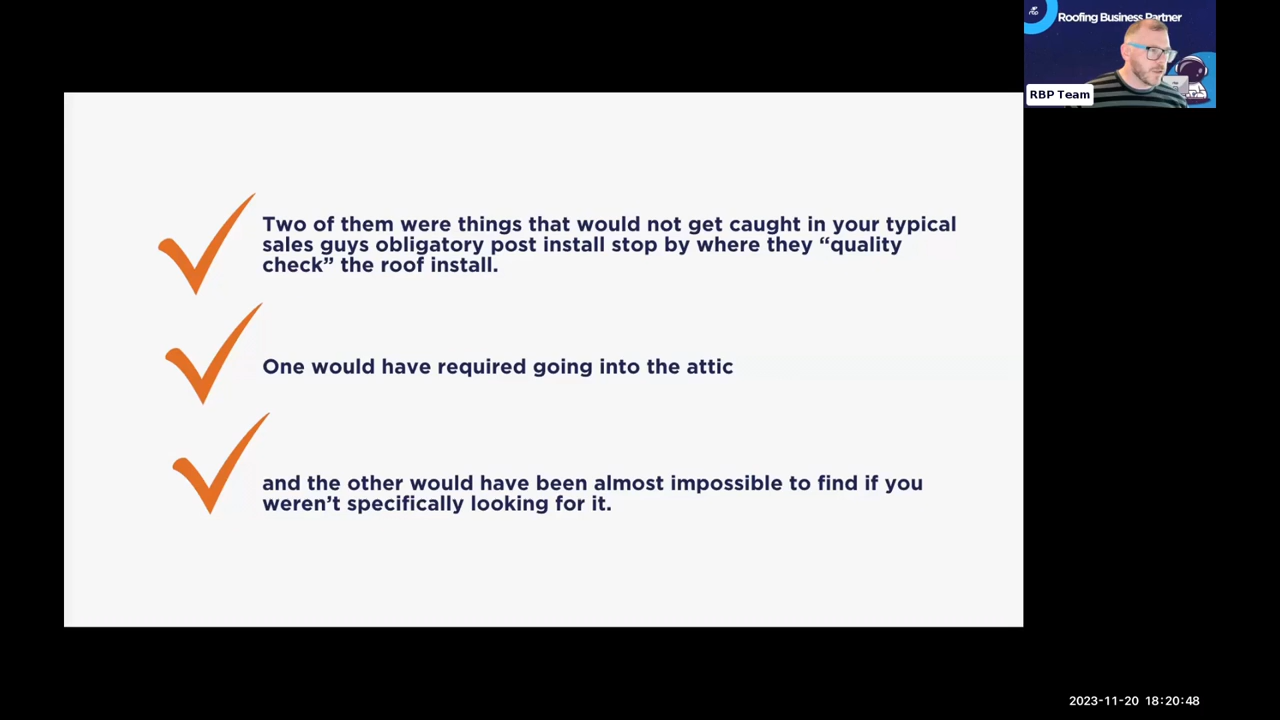 rbp
Roofing Business Partner
RBP Team
Two of them were things that would not get caught in your typical
sales guys obligatory post install stop by where they “quality
check” the roof install.
One would have required going into the attic
and the other would have been almost impossible to find if you
weren’t specifically looking for it.
2023-11-20 18:20:48